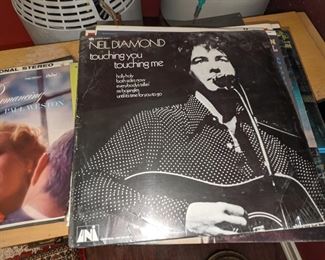 ONAL STEREO
PAUL WESTON
NEIL DIAMOND
touching you
touching me
holly holy
both sides now
everybody's talkin'
mr. bojangles
until it's time for you to go
UNI